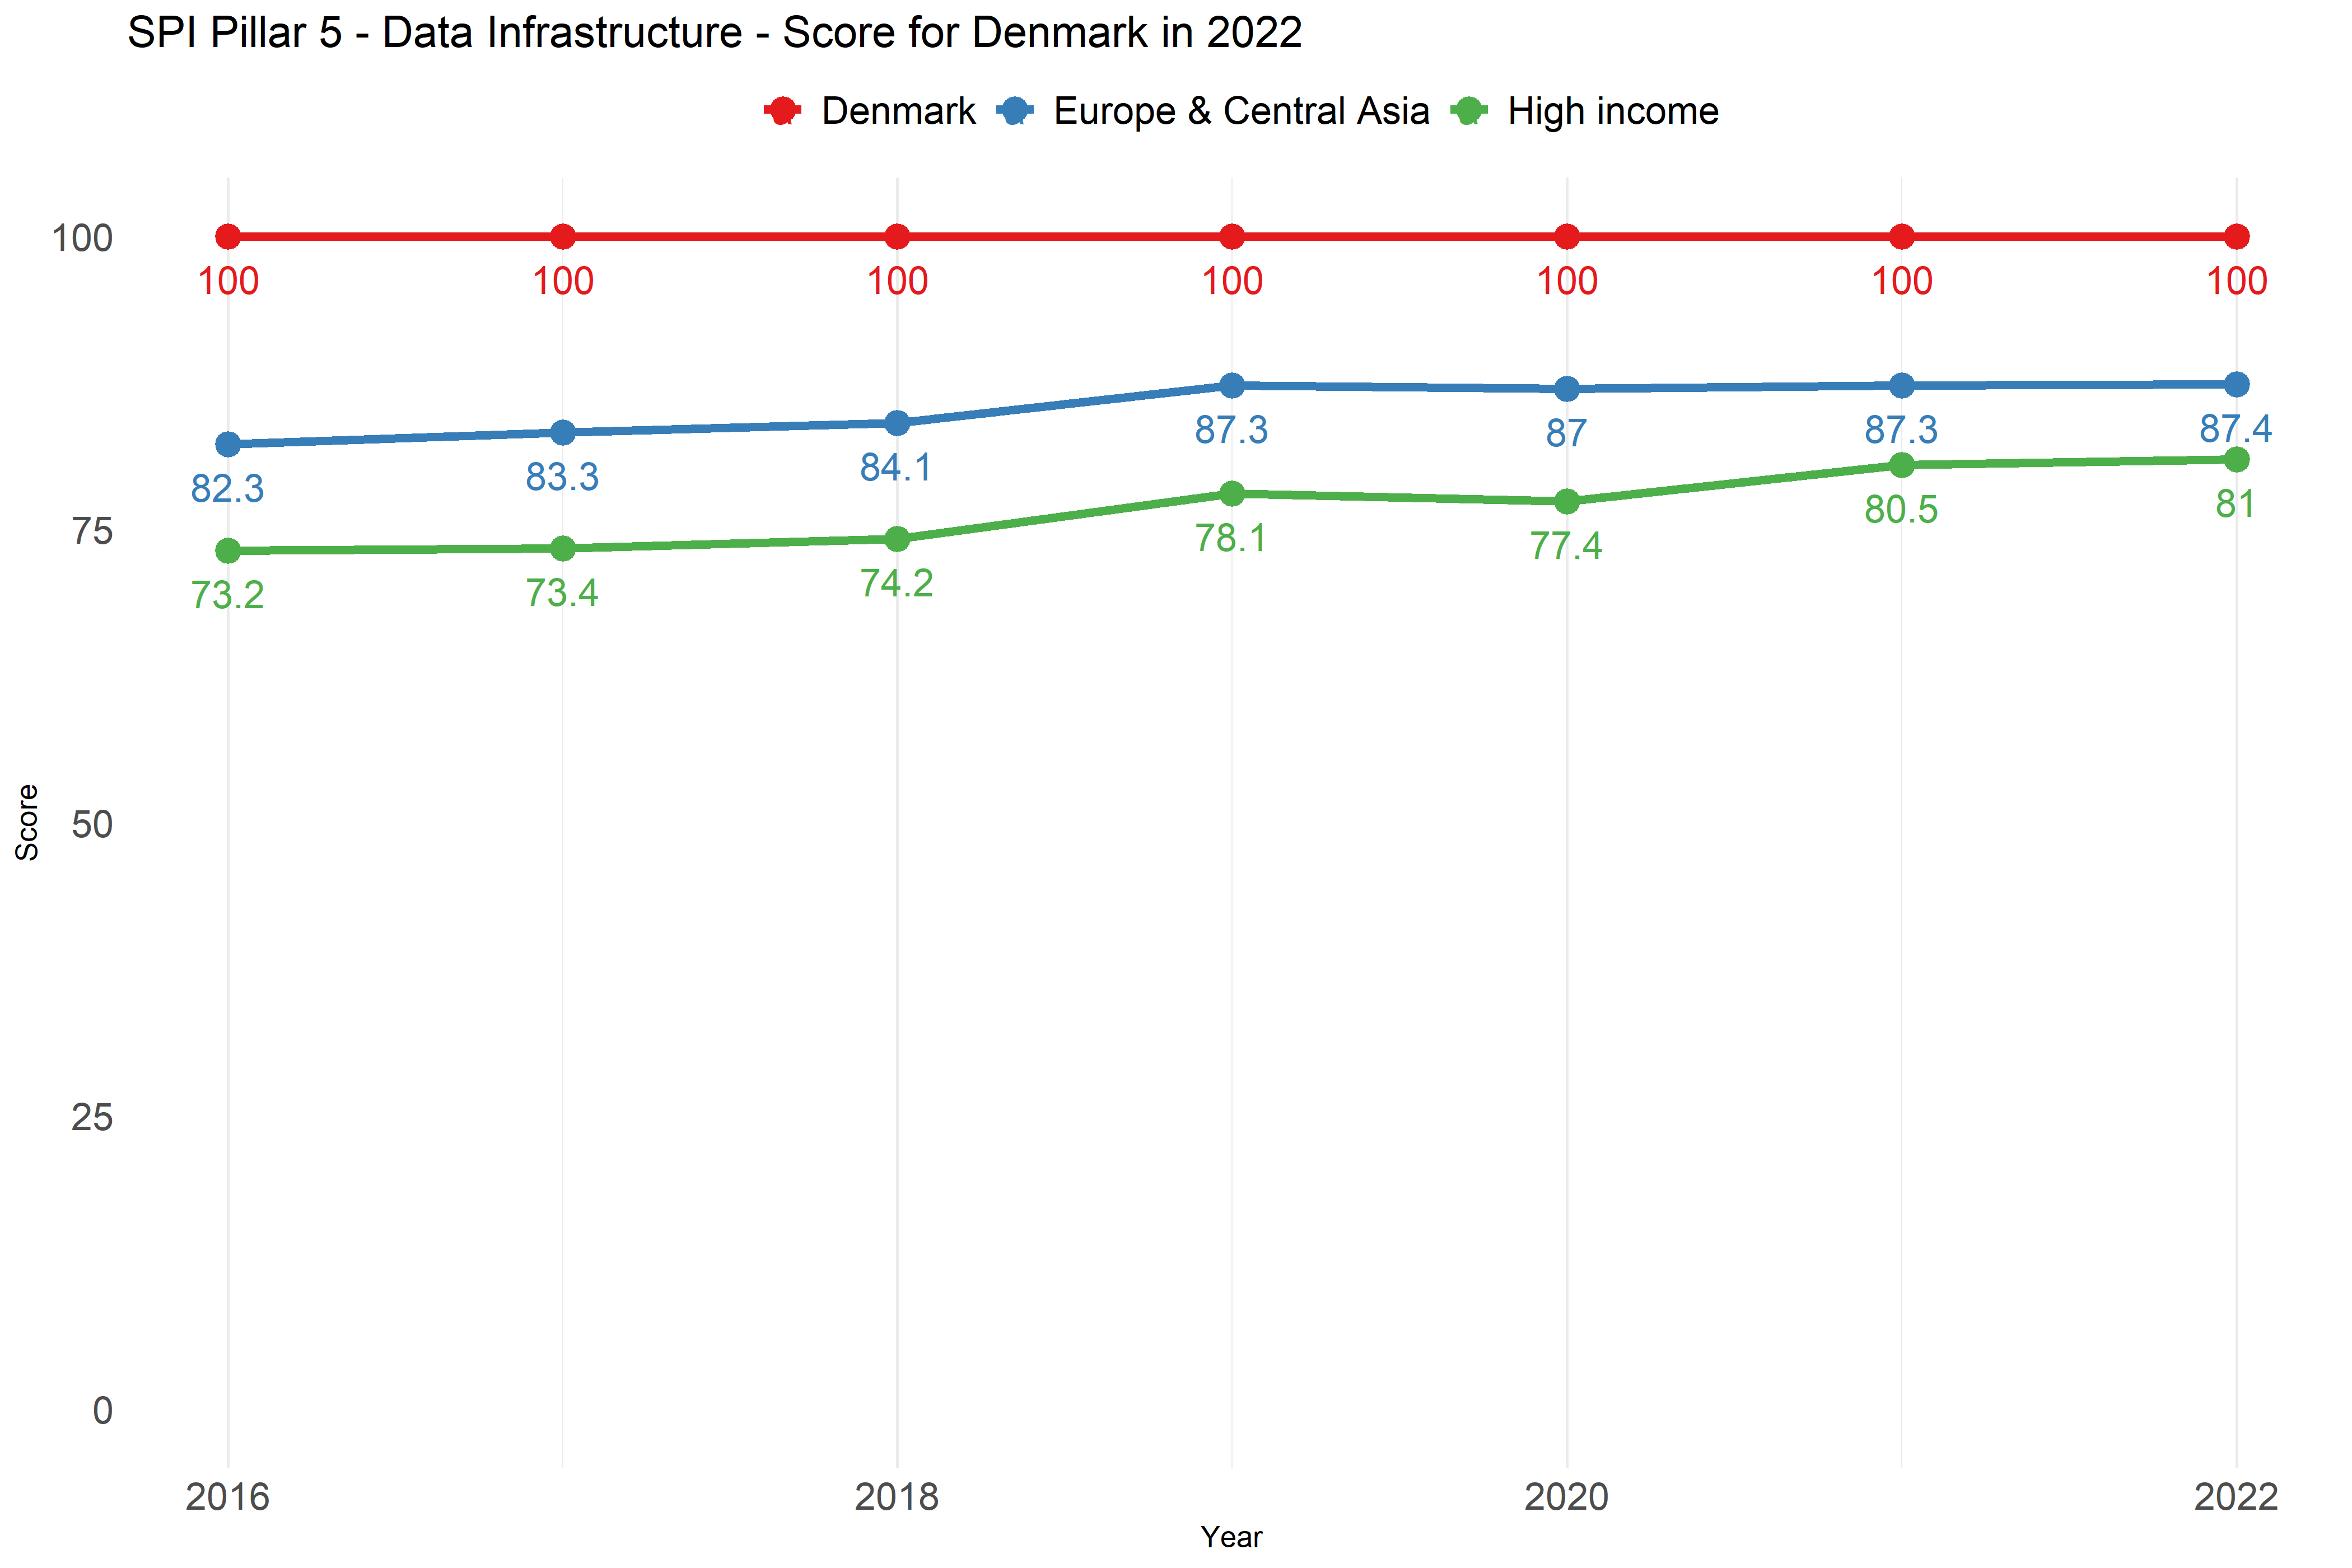 SPI Pillar 5 - Data Infrastructure - Score for Denmark in 2022
Denmark Europe & Central Asia High income
100
100 100 100 100 100 100 100
87.3 87 87.3 87.4
82.3 83.3 84.1
75
78.1 77.4 80.5 81
73.2 73.4 74.2
50
Score
25
0
2016 2018 2020 2022
Year